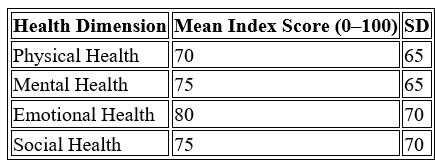 Health Dimension Mean Index Score (0–100) SD
Physical Health 70 65
Mental Health 75 65
Emotional Health 80 70
Social Health 75 70